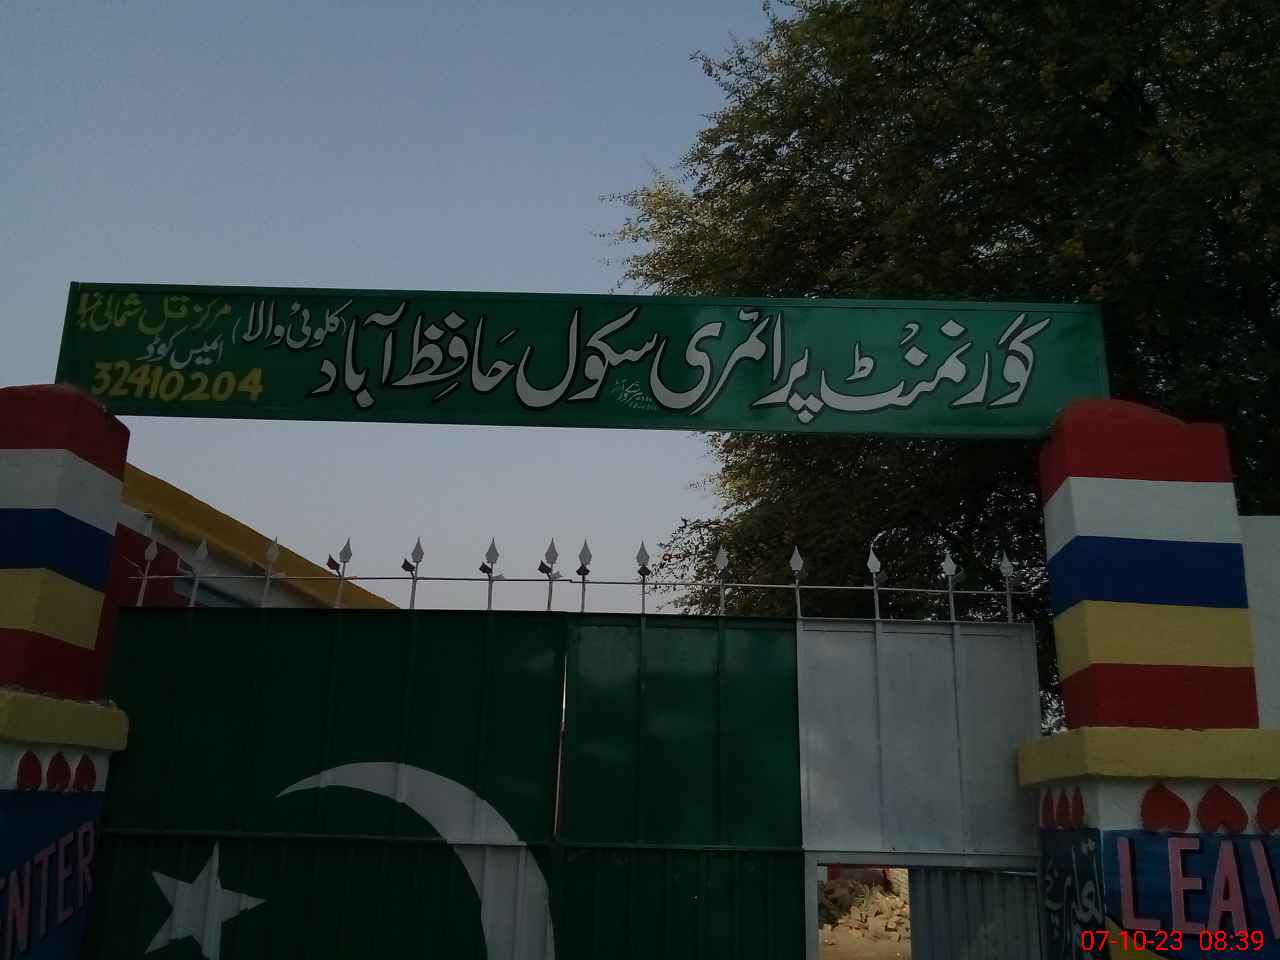 گورنمنٹ پرائمری سکول حافظ آباد (کلونی والا)
مرکز قتل شمالی
ایمیس کوڈ
32410204
ENTER
LEAV
07-10-23 08:39